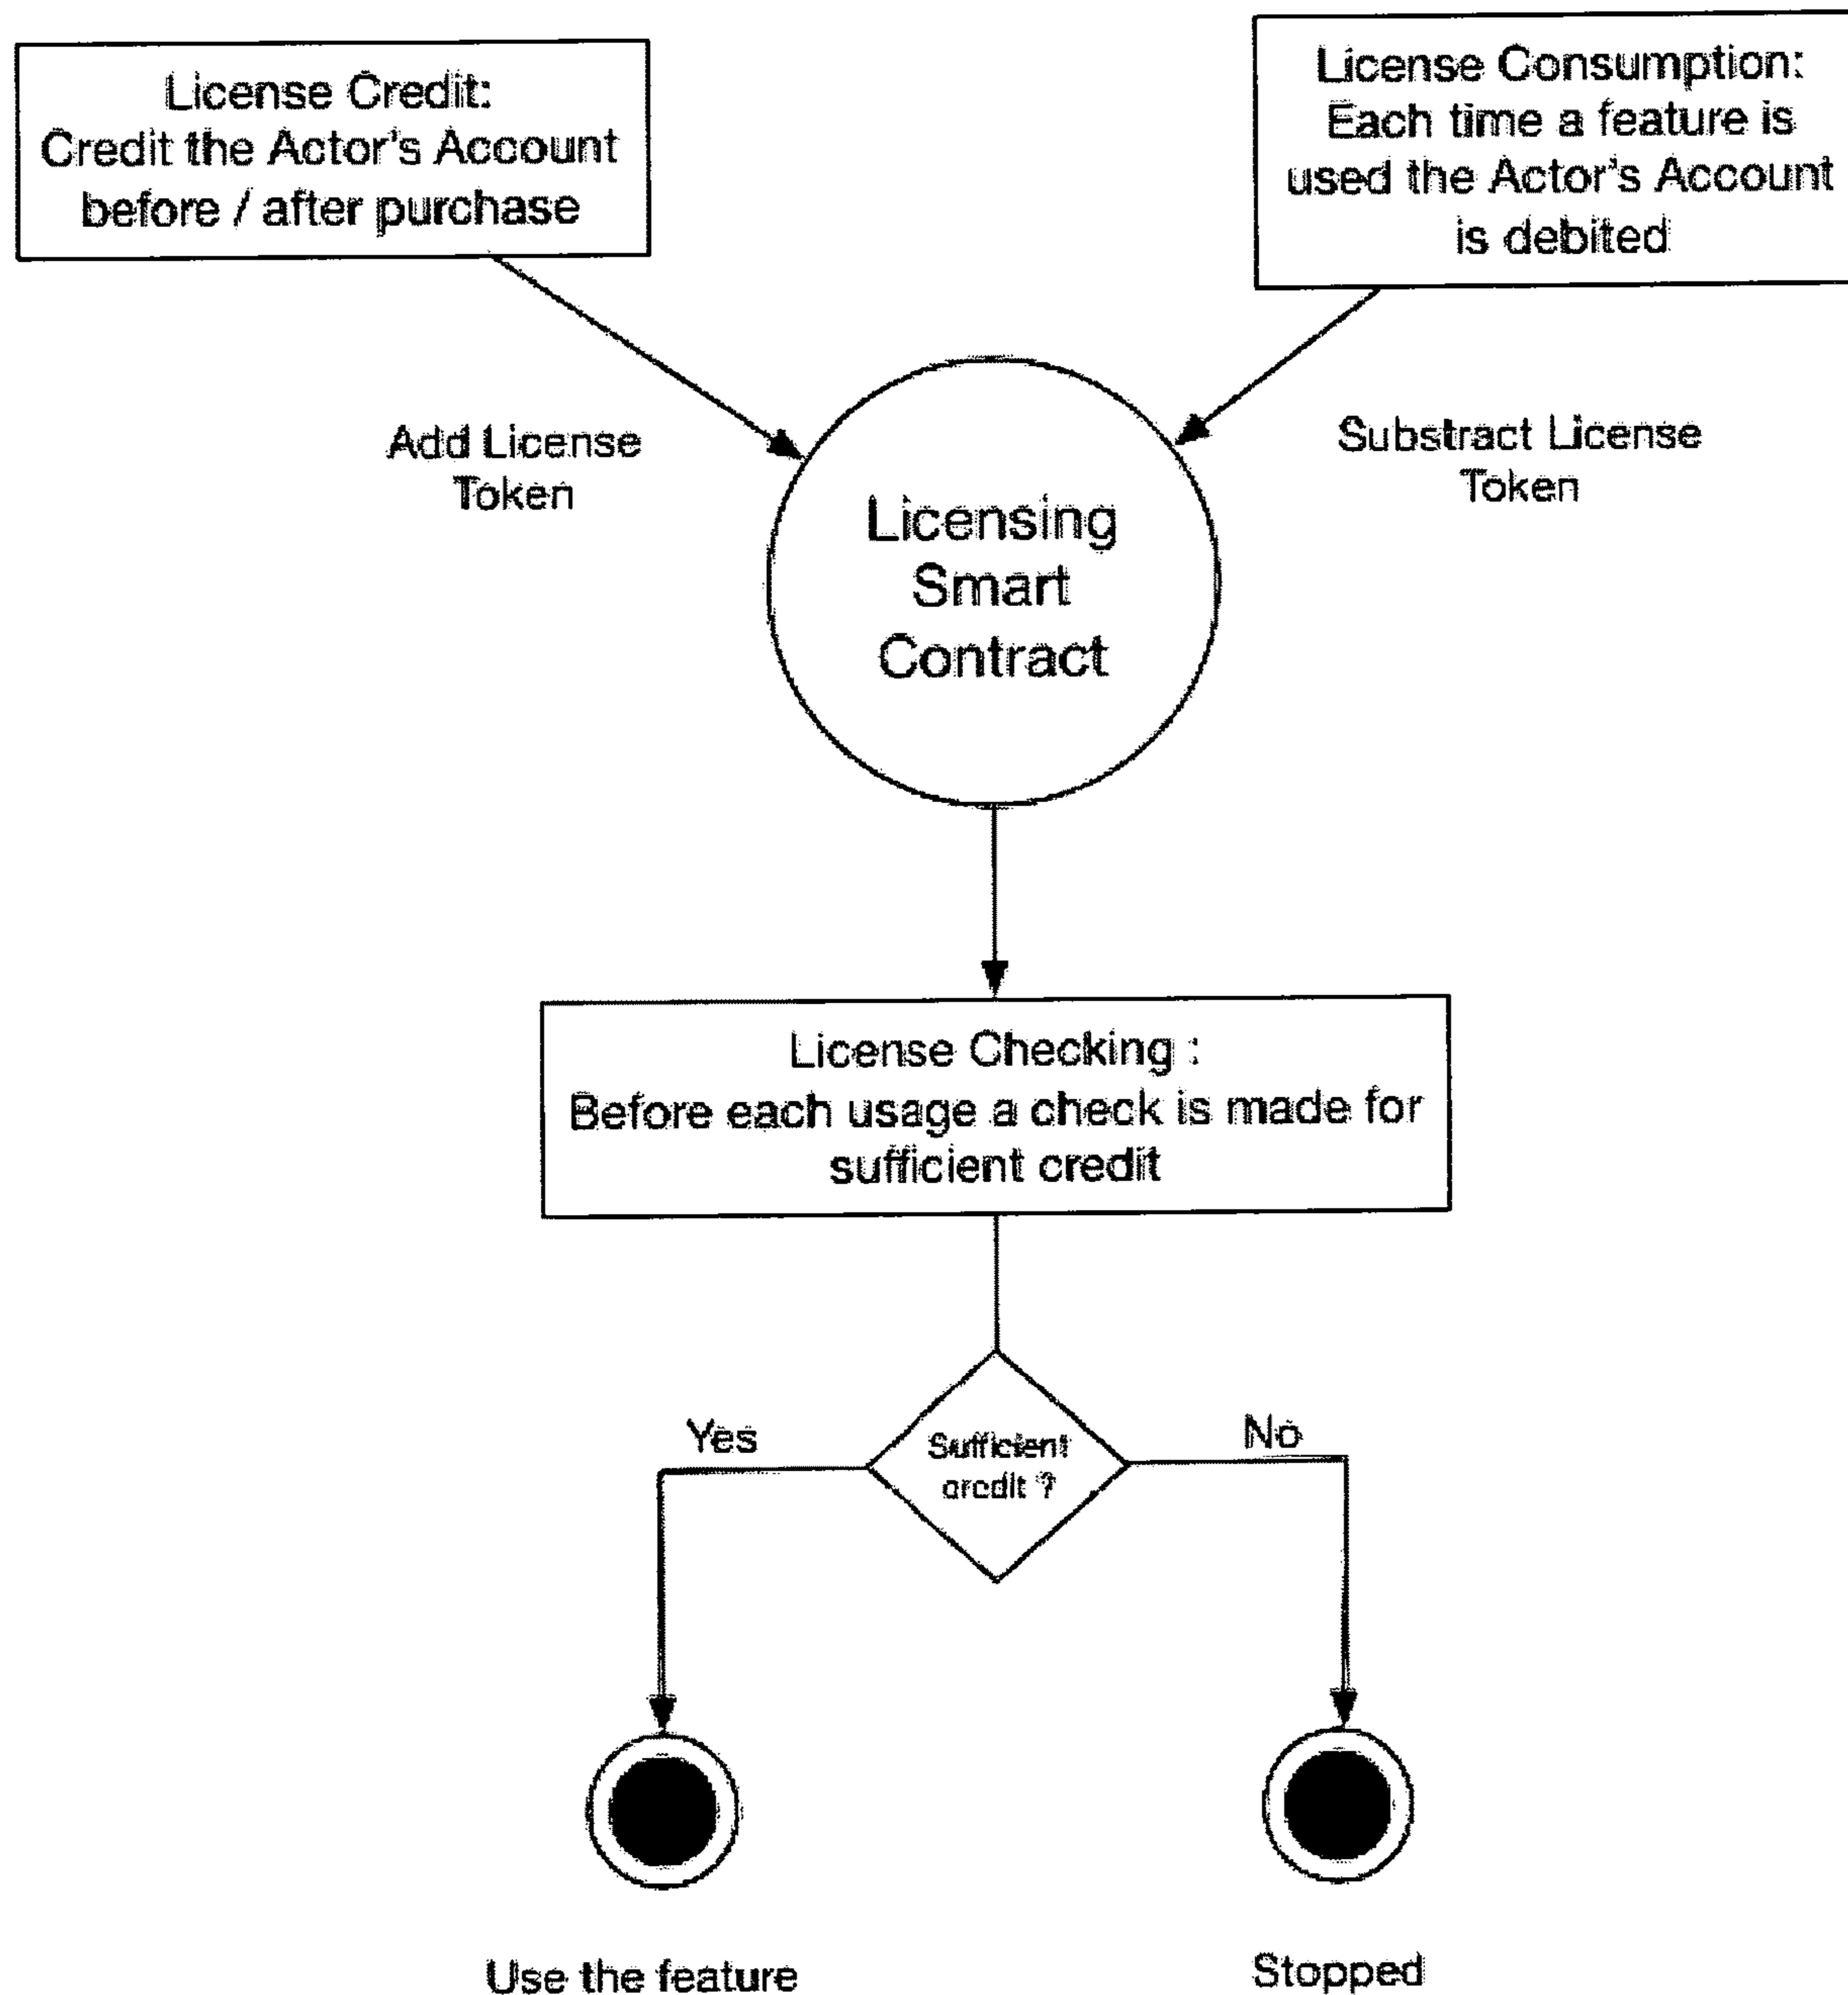 License Credit:
Credit the Actor's Account
before / after purchase
License Consumption:
Each time a feature is
used the Actor's Account
is debited
Add License
Token
Substract License
Token
Licensing
Smart
Contract
License Checking :
Before each usage a check is made for
sufficient credit
Yes
Sufficient
credit ?
No
Use the feature
Stopped